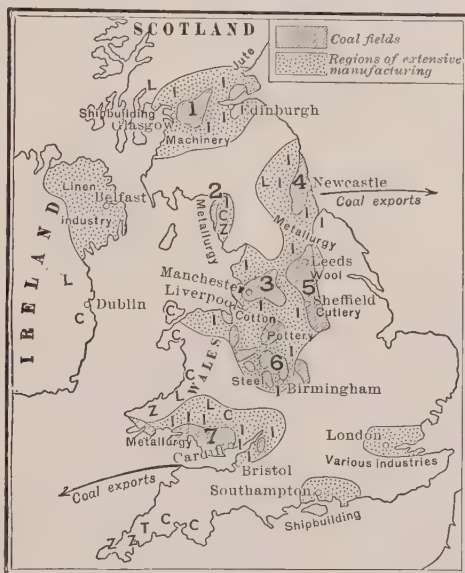 SCOTLAND
Coal fields
Regions of extensive
manufacturing
L
I
I
Jute
I
Shipbuilding
Glasgow
1
I
Edinburgh
I
I
Machinery
Linen
Belfast
industry
2
I
C
Z
Metallurgy
I
L
I
4
Newcastle
I
Coal exports
Metallurgy
I
IRELAND
L
C
Dublin
I
Leeds
Wool
Manchester
3
5
Liverpool
I
Sheffield
Cutlery
Cotton
I
C
I
C
Pottery
I
6
C
WALES
Steel
I
Birmingham
Z
L
L
C
I
I
I
I
7
I
Metallurgy
Cardiff
I
I
Bristol
London
Various industries
Coal exports
Southampton
Shipbuilding
Z
Z
T
C
C